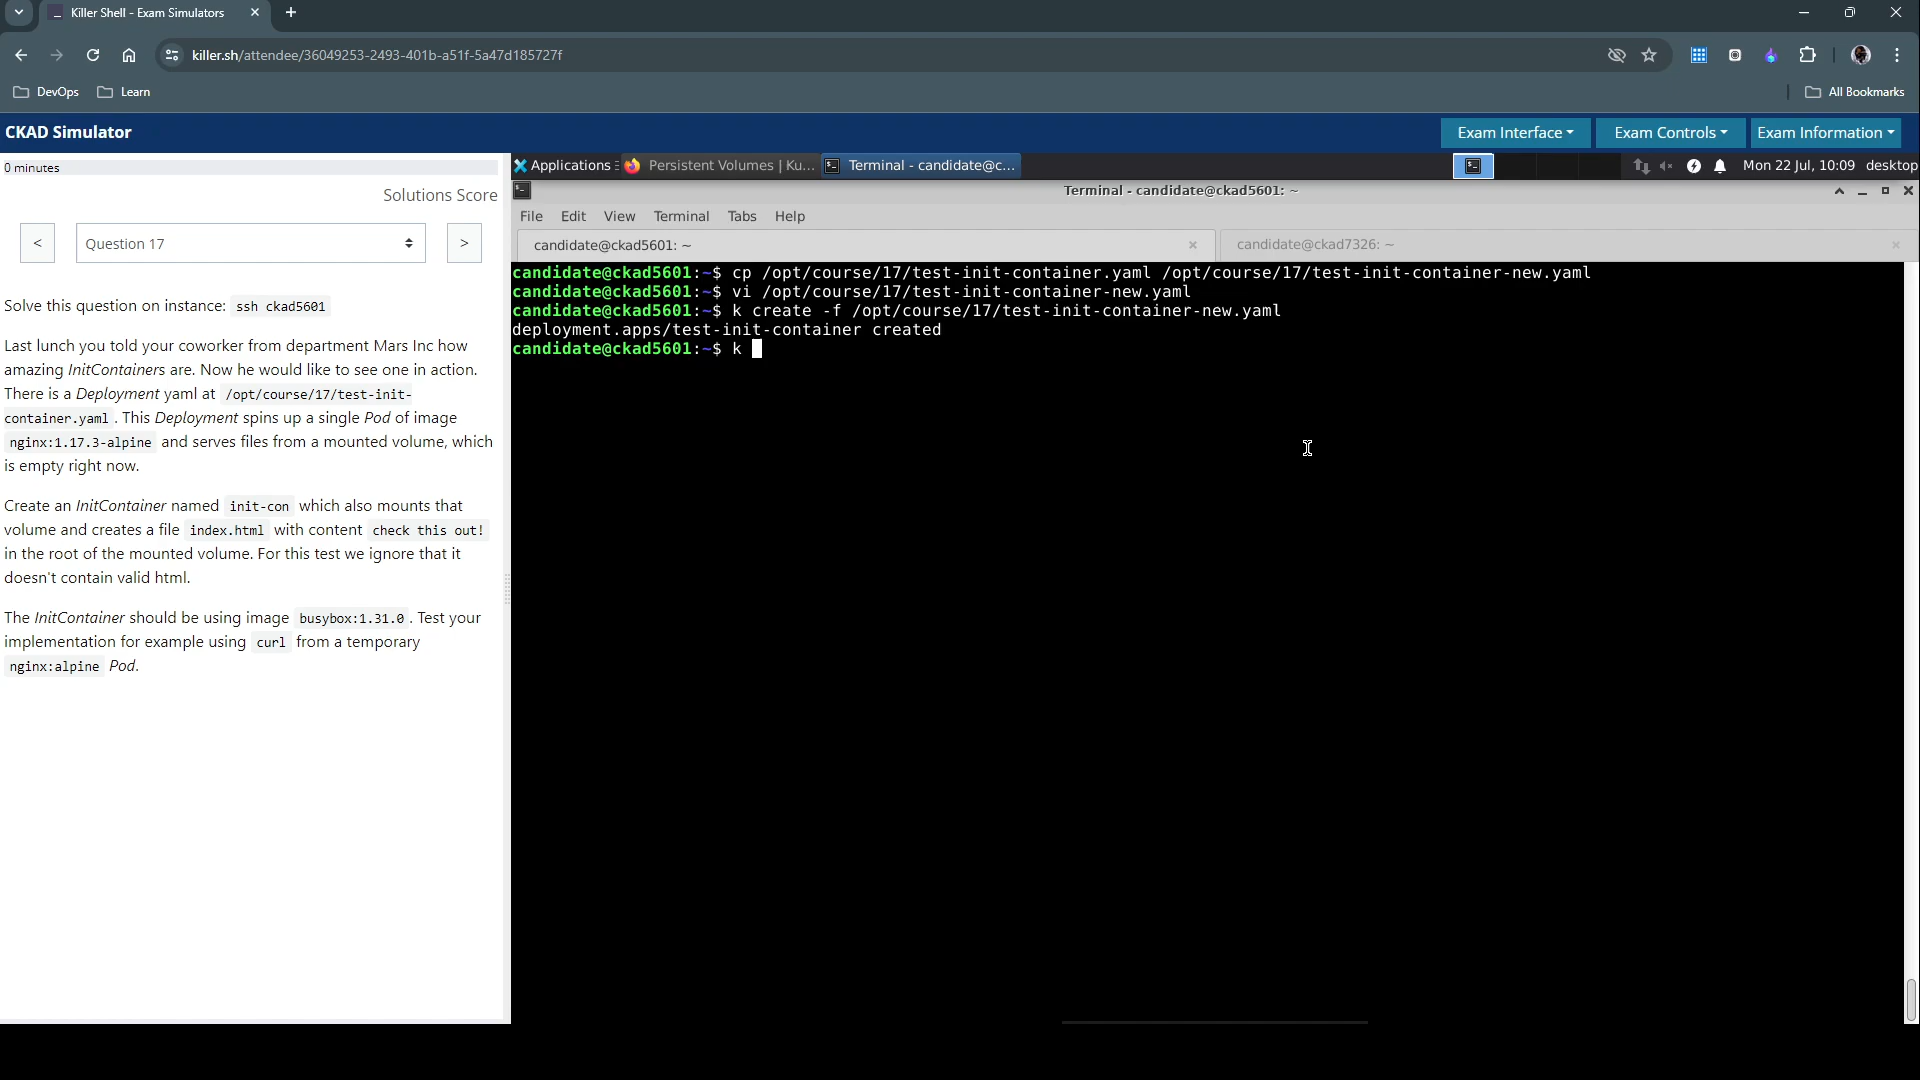 Killer Shell - Exam Simulators
killer.sh/attendee/36049253-2493-401b-a51f-5a47d185727f
DevOps
Learn
All Bookmarks
CKAD Simulator
Exam Interface
Exam Controls
Exam Information
0 minutes
Applications
Persistent Volumes | Ku...
Terminal - candidate@c...
Mon 22 Jul, 10:09
desktop
Solutions Score
<
Question 17
>
Solve this question on instance: ssh ckad5601
Last lunch you told your coworker from department Mars Inc how
amazing InitContainers are. Now he would like to see one in action.
There is a Deployment yaml at /opt/course/17/test-init-
container.yaml . This Deployment spins up a single Pod of image
nginx:1.17.3-alpine and serves files from a mounted volume, which
is empty right now.
Create an InitContainer named init-con which also mounts that
volume and creates a file index.html with content check this out!
in the root of the mounted volume. For this test we ignore that it
doesn't contain valid html.
The InitContainer should be using image busybox:1.31.0 . Test your
implementation for example using curl from a temporary
nginx:alpine Pod.
Terminal - candidate@ckad5601: ~
File Edit View Terminal Tabs Help
candidate@ckad5601: ~
candidate@ckad7326: ~
candidate@ckad5601:~$ cp /opt/course/17/test-init-container.yaml /opt/course/17/test-init-container-new.yaml
candidate@ckad5601:~$ vi /opt/course/17/test-init-container-new.yaml
candidate@ckad5601:~$ k create -f /opt/course/17/test-init-container-new.yaml
deployment.apps/test-init-container created
candidate@ckad5601:~$ k